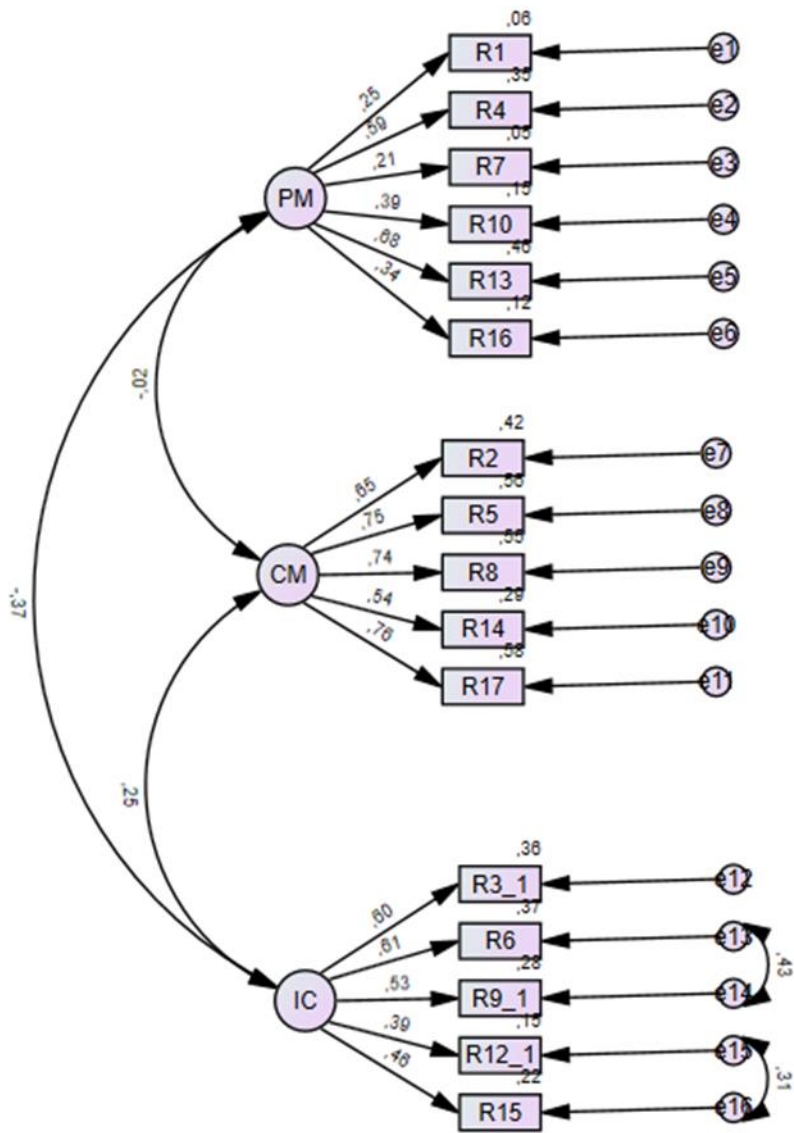 ,06
R1
e1
,25
,35
R4
e2
,59
,05
R7
e3
,21
,15
R10
e4
,39
,46
R13
e5
,68
,12
R16
e6
,34
PM
-,02
-,37
,42
R2
e7
,65
,56
R5
e8
,75
,55
R8
e9
,74
,29
R14
e10
,54
,58
R17
e11
,76
CM
,25
,36
R3_1
e12
,60
,37
R6
e13
,61
,43
,28
R9_1
e14
,53
,15
R12_1
e15
,39
,31
,22
R15
e16
,46
IC